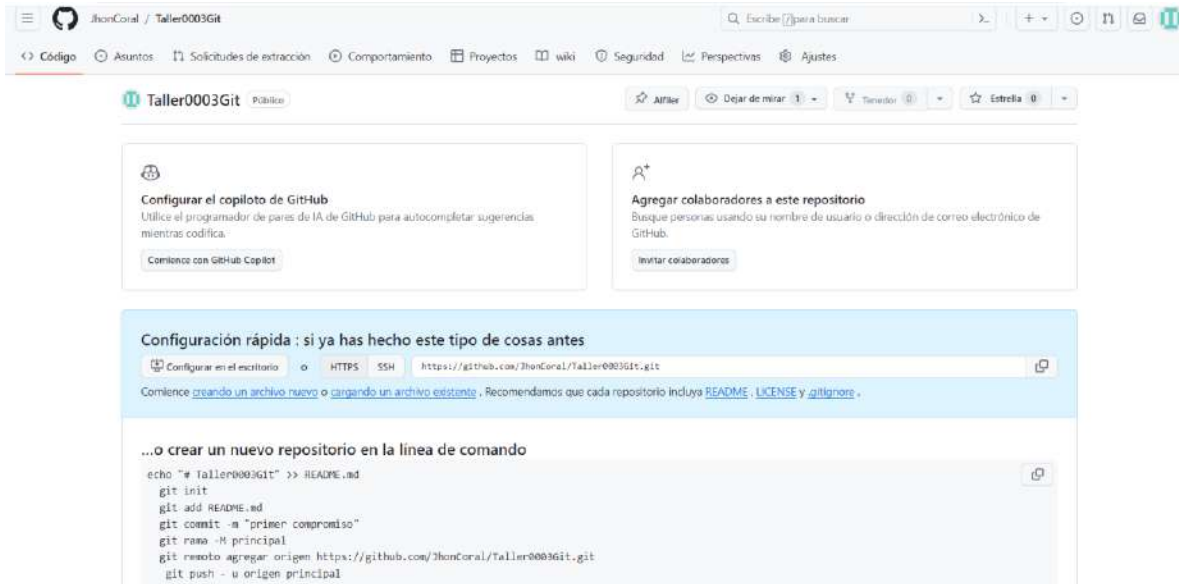 JhonCoral / Taller0003Git
Escribe [/] para buscar
Código Asuntos Solicitudes de extracción Comportamiento Proyectos wiki Seguridad Perspectivas Ajustes
Taller0003Git Público
Alfiler Dejar de mirar 1 Tenedor 0 Estrella 0
Configurar el copiloto de GitHub
Utilice el programador de pares de IA de GitHub para autocompletar sugerencias
mientras codifica.
Comience con GitHub Copilot
Agregar colaboradores a este repositorio
Busque personas usando su nombre de usuario o dirección de correo electrónico de
GitHub.
Invitar colaboradores
Configuración rápida : si ya has hecho este tipo de cosas antes
Configurar en el escritorio o HTTPS SSH https://github.com/JhonCoral/Taller0003Git.git
Comience creando un archivo nuevo o cargando un archivo existente . Recomendamos que cada repositorio incluya README , LICENSE y .gitignore .
...o crear un nuevo repositorio en la línea de comando
echo "# Taller0003Git" >> README.md
git init
git add README.md
git commit -m "primer compromiso"
git rama -M principal
git remoto agregar origen https://github.com/JhonCoral/Taller0003Git.git
git push - u origen principal